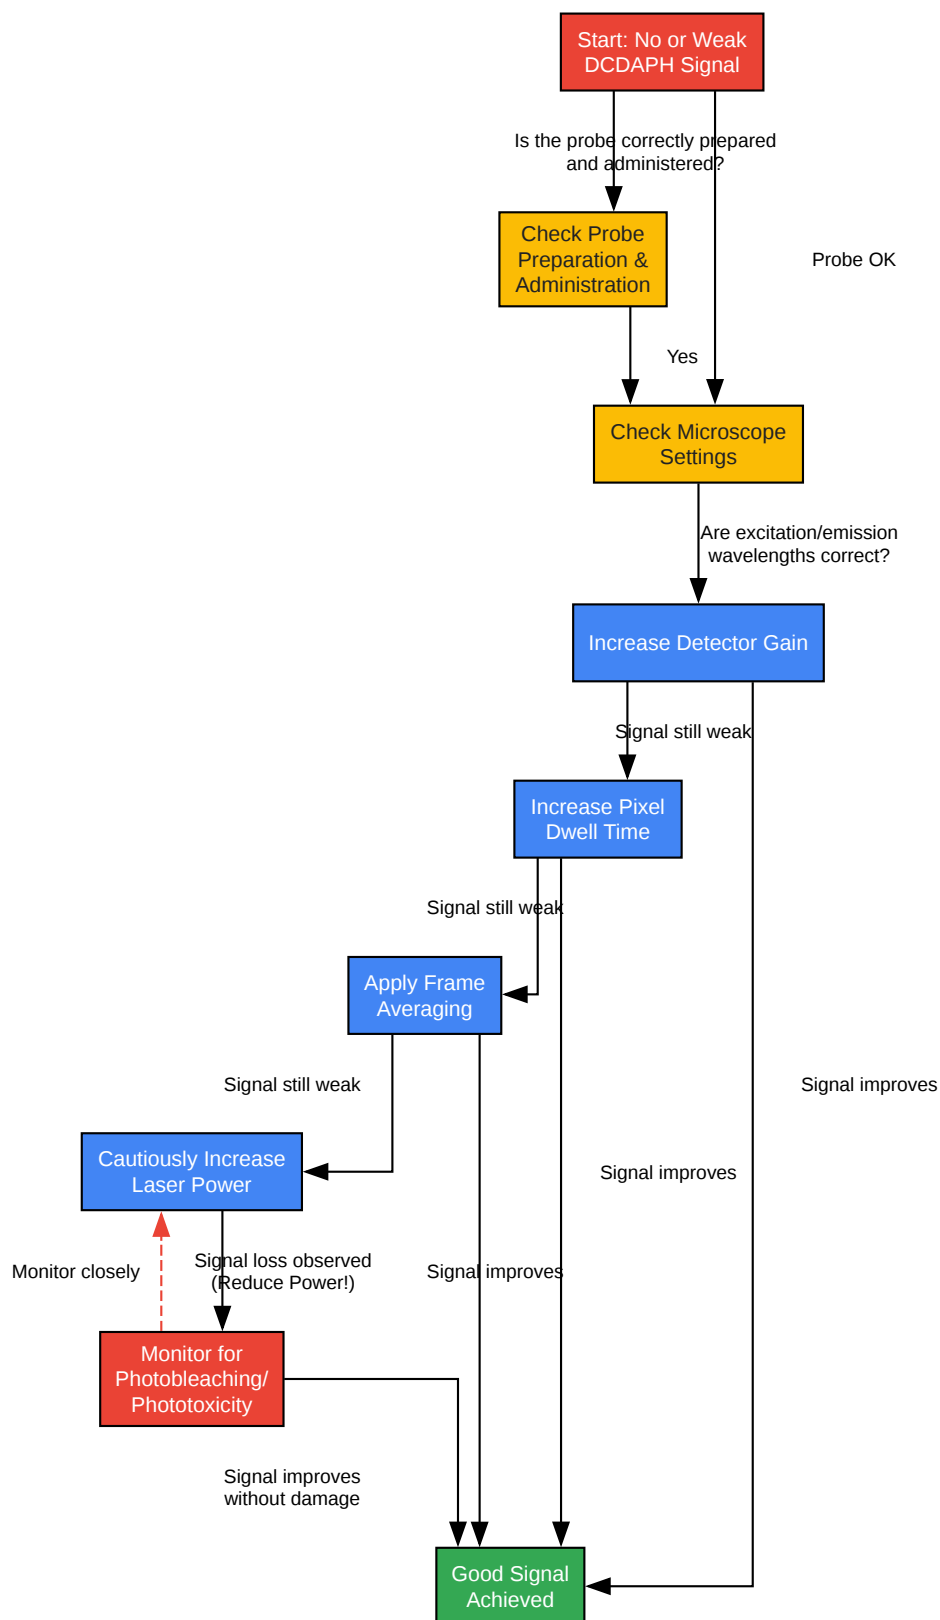 Start: No or Weak
DCDAPH Signal
Is the probe correctly prepared
and administered?
Check Probe
Preparation &
Administration
Probe OK
Yes
Check Microscope
Settings
Are excitation/emission
wavelengths correct?
Increase Detector Gain
Signal still weak
Increase Pixel
Dwell Time
Signal still weak
Apply Frame
Averaging
Signal still weak
Signal improves
Cautiously Increase
Laser Power
Signal improves
Monitor closely
Signal loss observed
(Reduce Power!)
Signal improves
Monitor for
Photobleaching/
Phototoxicity
Signal improves
without damage
Good Signal
Achieved